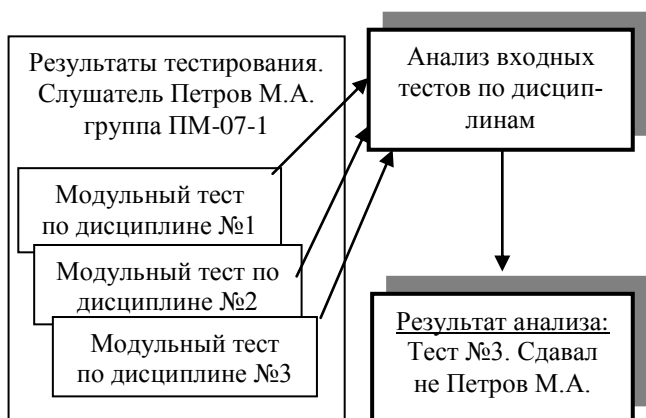 Результаты тестирования.
Слушатель Петров М.А.
группа ПМ-07-1
Модульный тест
по дисциплине №1
Модульный тест по
дисциплине №2
Модульный тест
по дисциплине №3
Анализ входных
тестов по дисцип-
линам
Результат анализа:
Тест №3. Сдавал
не Петров М.А.